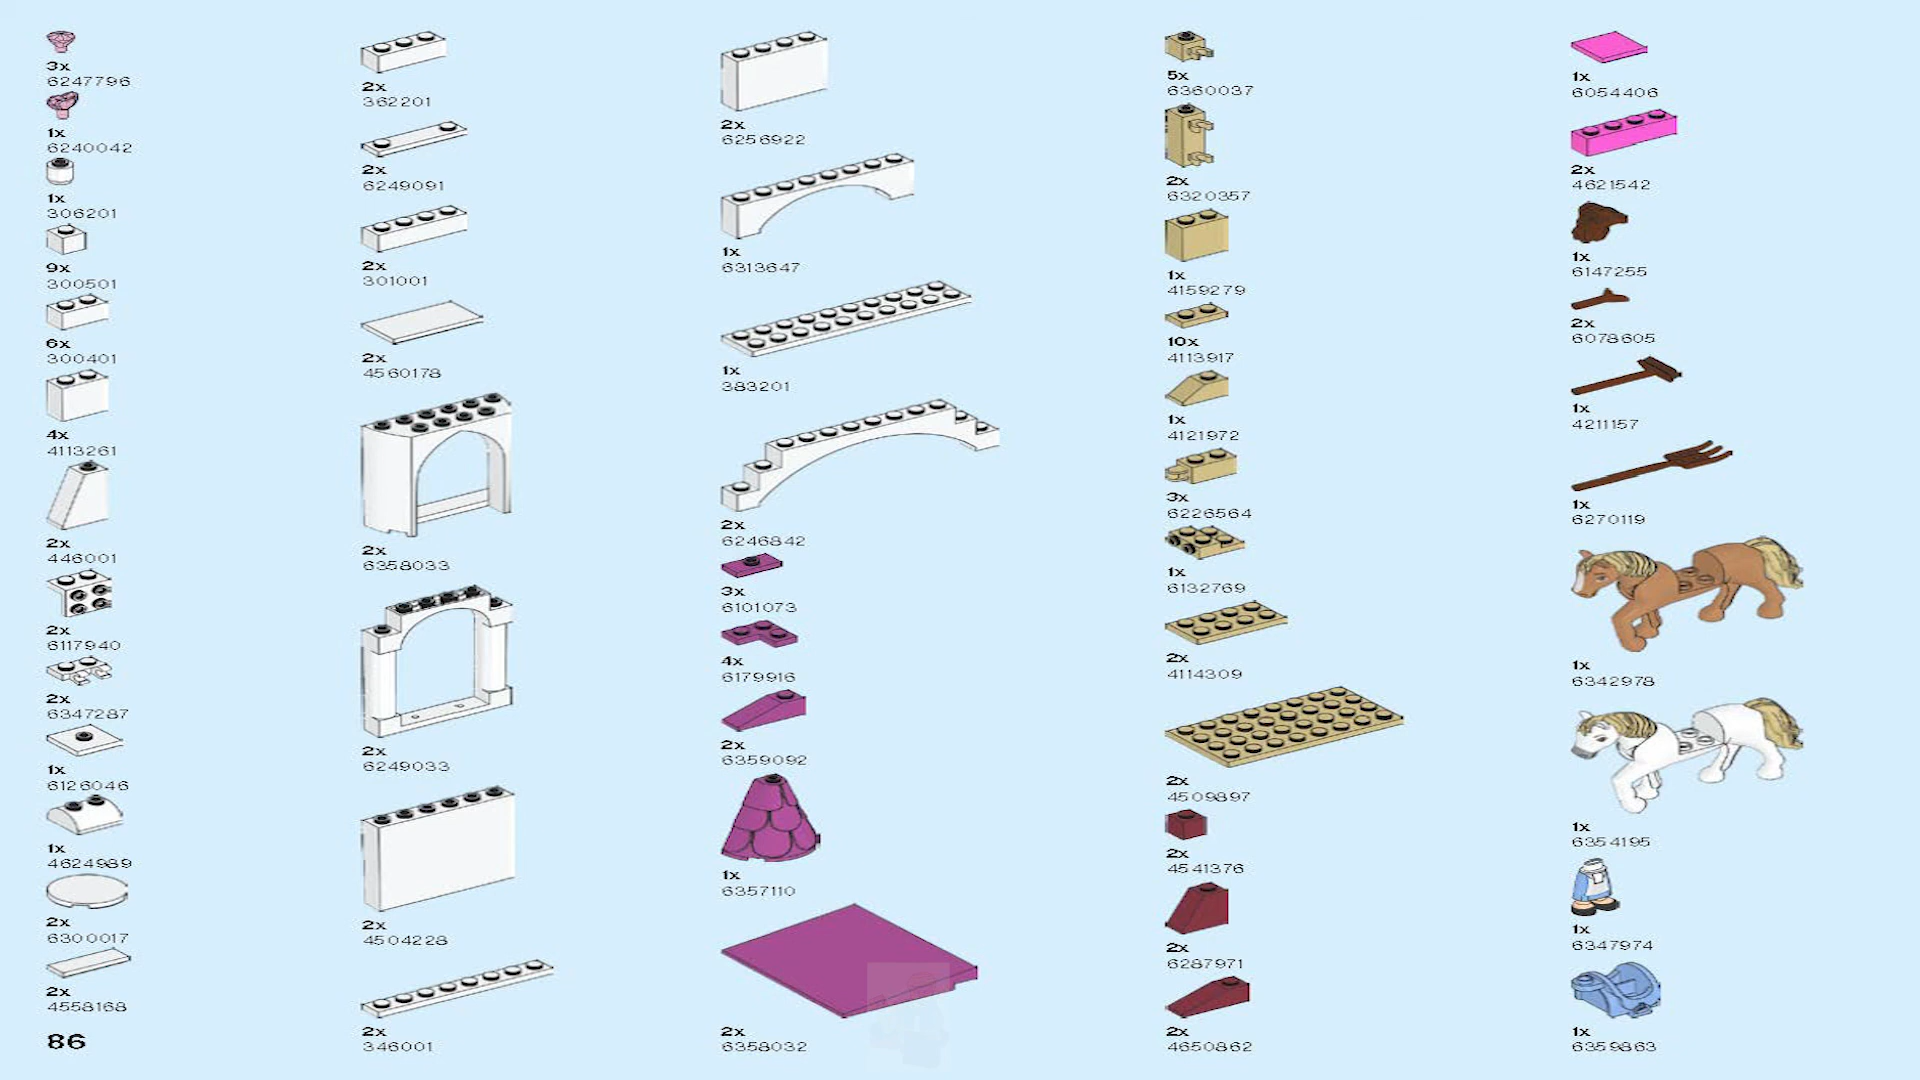 3x
6247796
1x
6240042
1x
306201
9x
300501
6x
300401
4x
4113261
2x
446001
2x
6117940
2x
6347287
1x
6126046
1x
4624989
2x
6300017
2x
4558168
86
2x
362201
2x
6249091
2x
301001
2x
4560178
2x
6358033
2x
6249033
2x
4504228
2x
346001
2x
6256922
1x
6313647
1x
383201
2x
6246842
3x
6101073
4x
6179916
2x
6359092
1x
6357110
2x
6358032
5x
6360037
2x
6320357
1x
4159279
10x
4113917
1x
4121972
3x
6226564
1x
6132769
2x
4114309
2x
4509897
2x
4541376
2x
6287971
2x
4650862
1x
6054406
2x
4621542
1x
6147255
2x
6078605
1x
4211157
1x
6270119
1x
6342978
1x
6354195
1x
6347974
1x
6359863